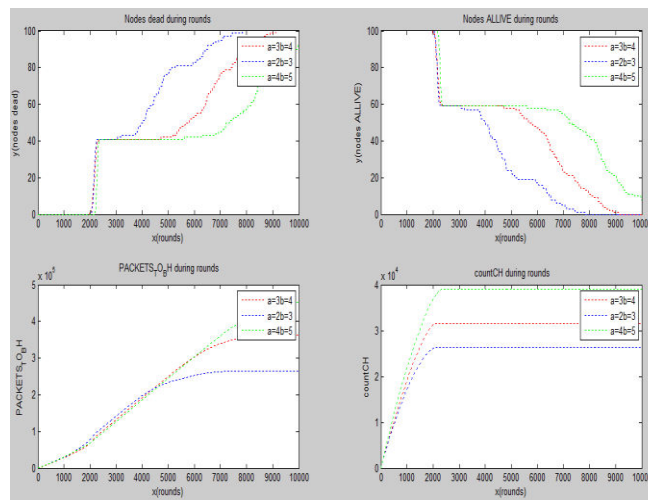 Nodes dead during rounds
y(nodes dead)
100
80
60
40
20
0
a=3b=4
a=2b=3
a=4b=5
0 1000 2000 3000 4000 5000 6000 7000 8000 9000 10000
x(rounds)
Nodes ALLIVE during rounds
y(nodes ALLIVE)
100
80
60
40
20
0
a=3b=4
a=2b=3
a=4b=5
0 1000 2000 3000 4000 5000 6000 7000 8000 9000 10000
x(rounds)
PACKETS_TO_BH during rounds
x 10^5
PACKETS_TO_BH
5
4
3
2
1
0
a=3b=4
a=2b=3
a=4b=5
0 1000 2000 3000 4000 5000 6000 7000 8000 9000 10000
x(rounds)
countCH during rounds
x 10^4
countCH
4
3
2
1
0
a=3b=4
a=2b=3
a=4b=5
0 1000 2000 3000 4000 5000 6000 7000 8000 9000 10000
x(rounds)